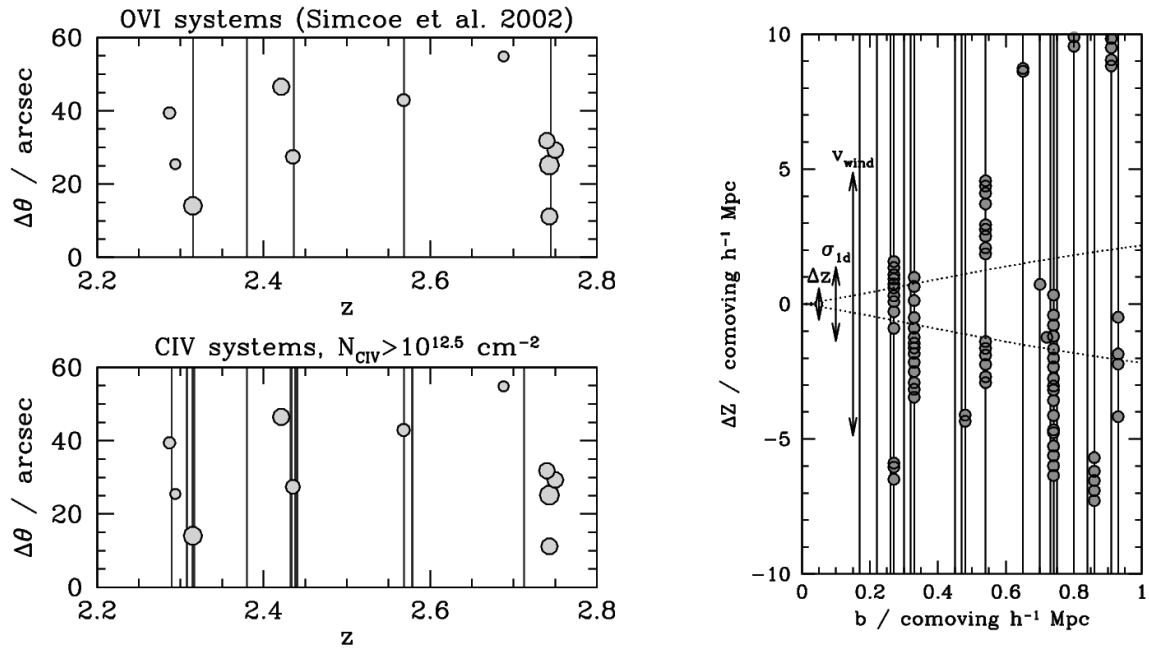 OVI systems (Simcoe et al. 2002)
60
40
20
0
Δθ / arcsec
2.2 2.4 2.6 2.8
z
CIV systems, N_CIV>10^12.5 cm^−2
60
40
20
0
Δθ / arcsec
2.2 2.4 2.6 2.8
z
10
5
0
−5
−10
ΔZ / comoving h^−1 Mpc
v_wind
σ_1d
Δz
0 0.2 0.4 0.6 0.8 1
b / comoving h^−1 Mpc